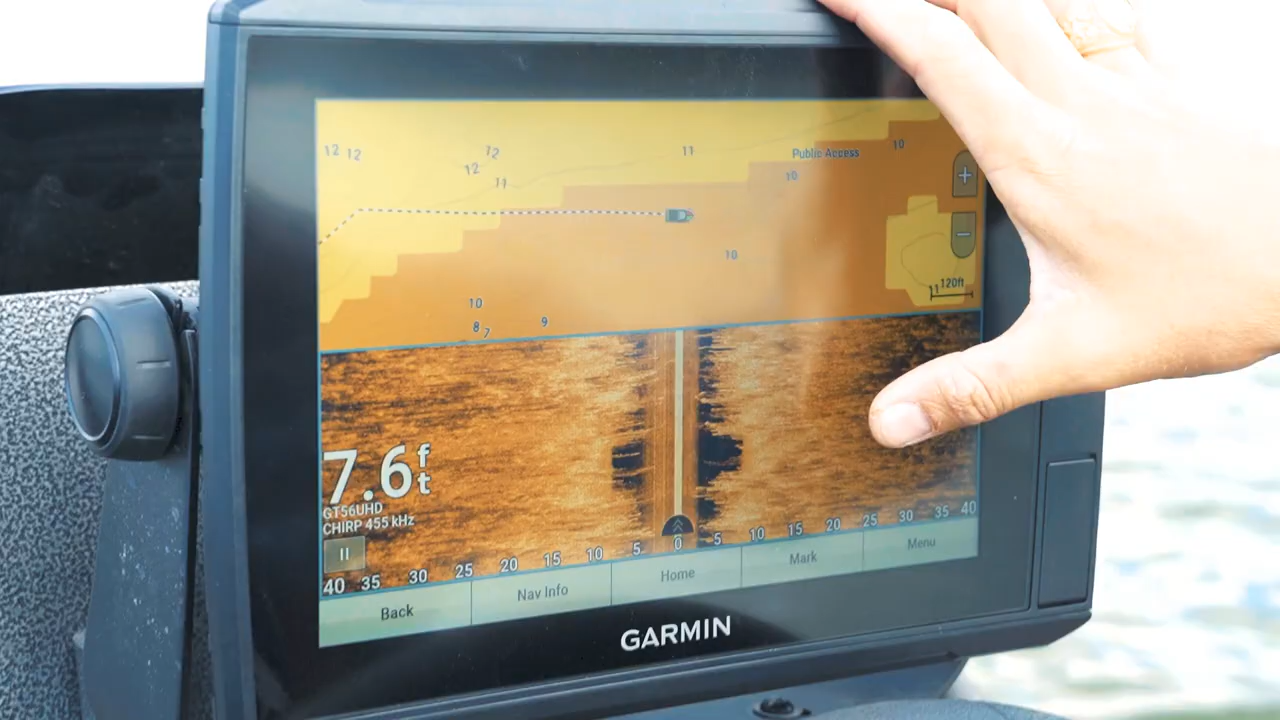 12 12 12 11 Public Access 10
12 11 10
+
10
−
11 120ft
10
8 7 9
7.6 ft
GT56UHD
CHIRP 455 kHz
40 35 30 25 20 15 10 5 0 5 10 15 20 25 30 35 40
Back Nav Info Home Mark Menu
GARMIN